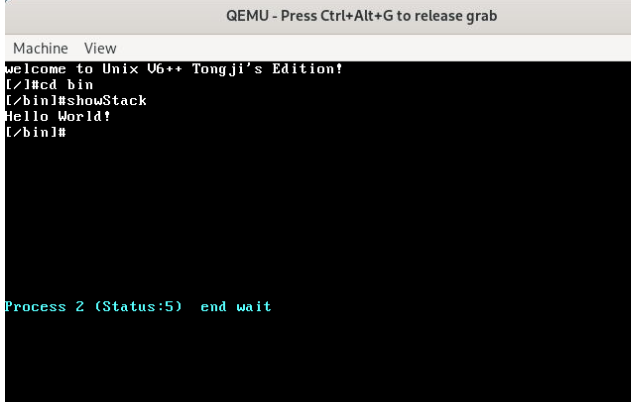 QEMU - Press Ctrl+Alt+G to release grab
Machine View
welcome to Unix V6++ Tongji's Edition!
[/]#cd bin
[/bin]#showStack
Hello World!
[/bin]#
Process 2 (Status:5)  end wait